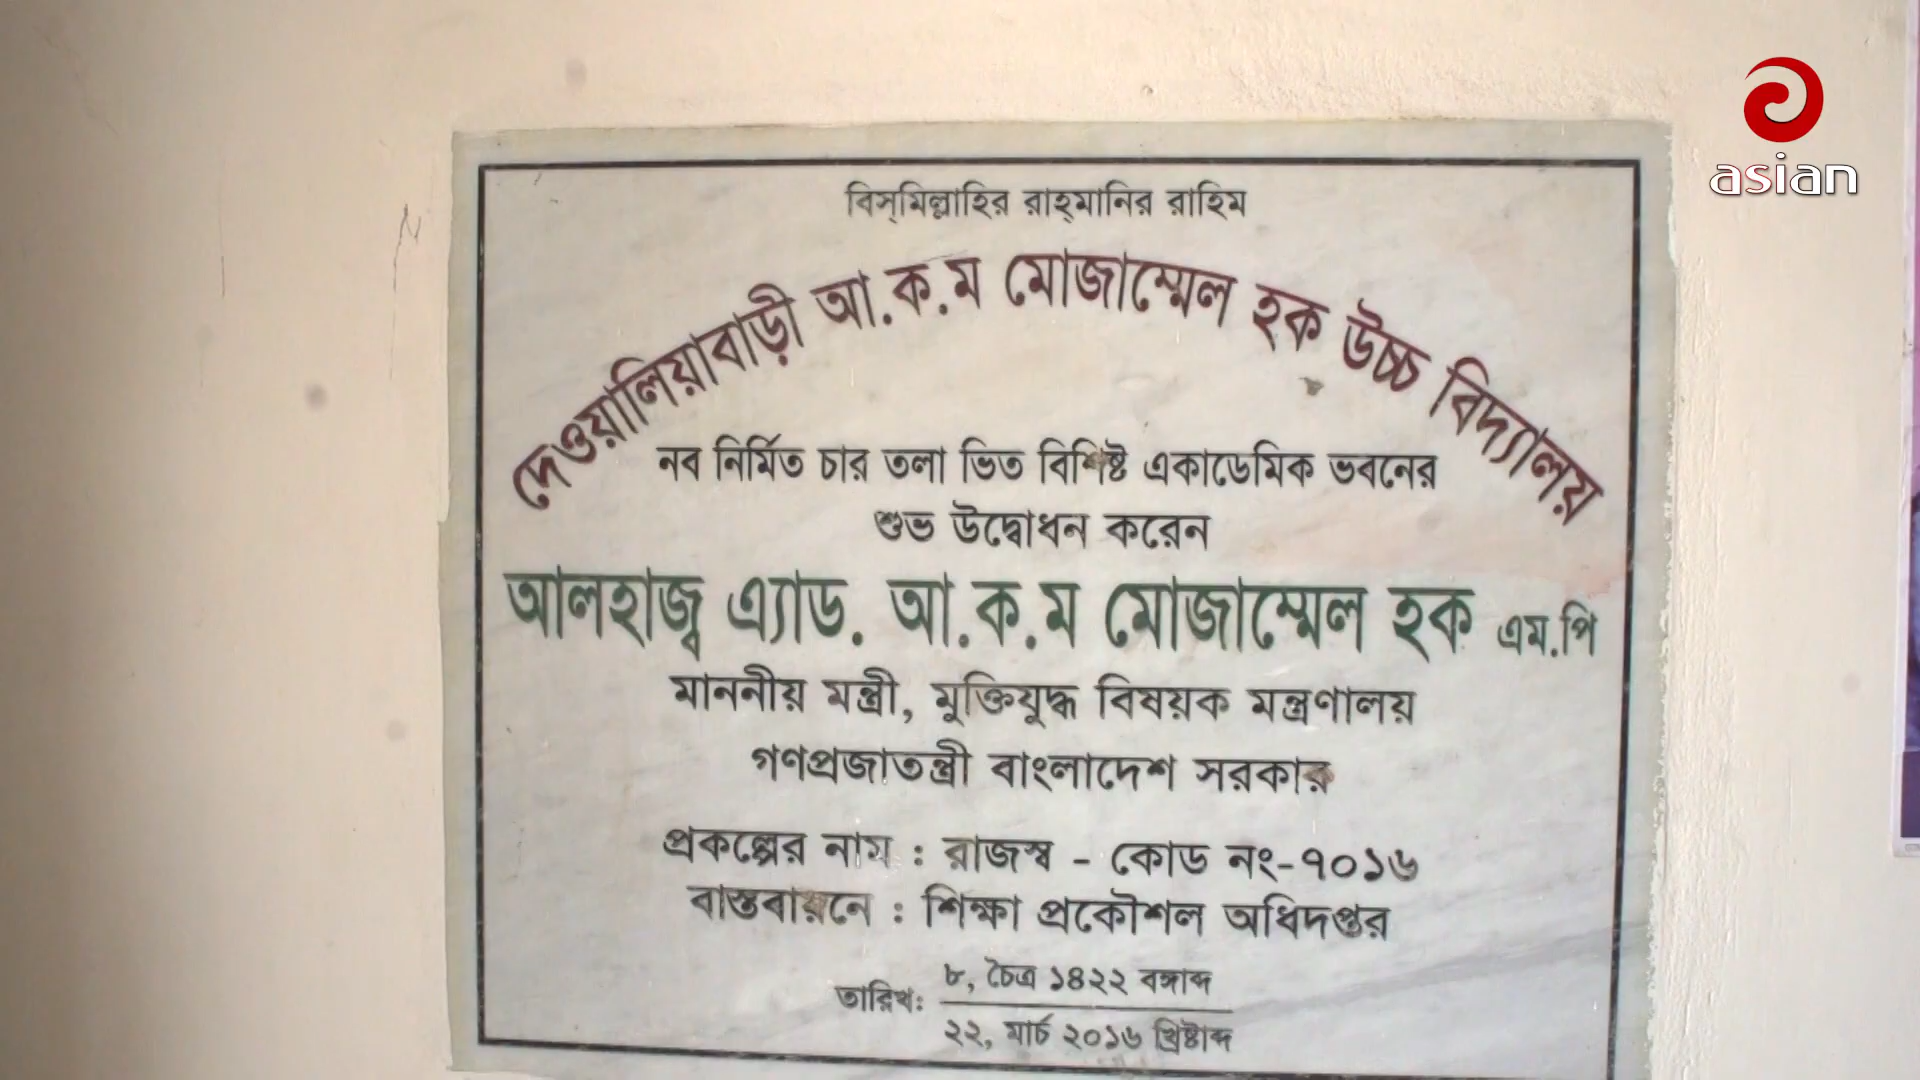 asian
বিস্‌মিল্লাহির রাহ্‌মানির রাহিম
দেওয়ালিয়াবাড়ী আ.ক.ম মোজাম্মেল হক উচ্চ বিদ্যালয়
নব নির্মিত চার তলা ভিত বিশিষ্ট একাডেমিক ভবনের
শুভ উদ্বোধন করেন
আলহাজ্ব এ্যাড. আ.ক.ম মোজাম্মেল হক এম.পি
মাননীয় মন্ত্রী, মুক্তিযুদ্ধ বিষয়ক মন্ত্রণালয়
গণপ্রজাতন্ত্রী বাংলাদেশ সরকার
প্রকল্পের নাম : রাজস্ব - কোড নং-৭০১৬
বাস্তবায়নে : শিক্ষা প্রকৌশল অধিদপ্তর
তারিখ: ৮, চৈত্র ১৪২২ বঙ্গাব্দ
২২, মার্চ ২০১৬ খ্রিষ্টাব্দ